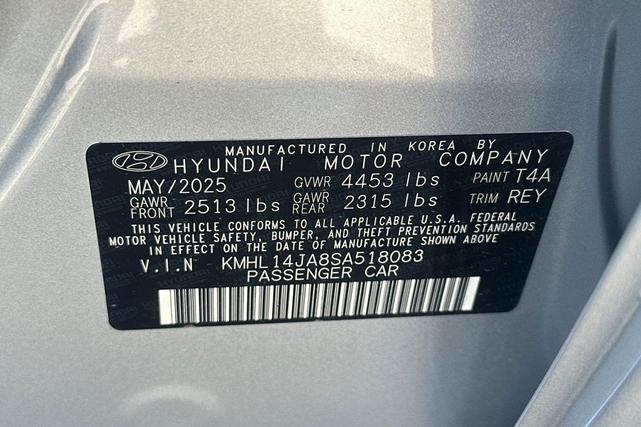 MANUFACTURED IN KOREA BY
HYUNDAI MOTOR COMPANY
MAY/2025 GVWR 4453 lbs PAINT T4A
GAWR FRONT 2513 lbs GAWR REAR 2315 lbs TRIM REY
THIS VEHICLE CONFORMS TO ALL APPLICABLE U.S.A. FEDERAL
MOTOR VEHICLE SAFETY, BUMPER, AND THEFT PREVENTION STANDARDS
IN EFFECT ON THE DATE OF MANUFACTURE SHOWN ABOVE
V.I.N KMHL14JA8SA518083
PASSENGER CAR